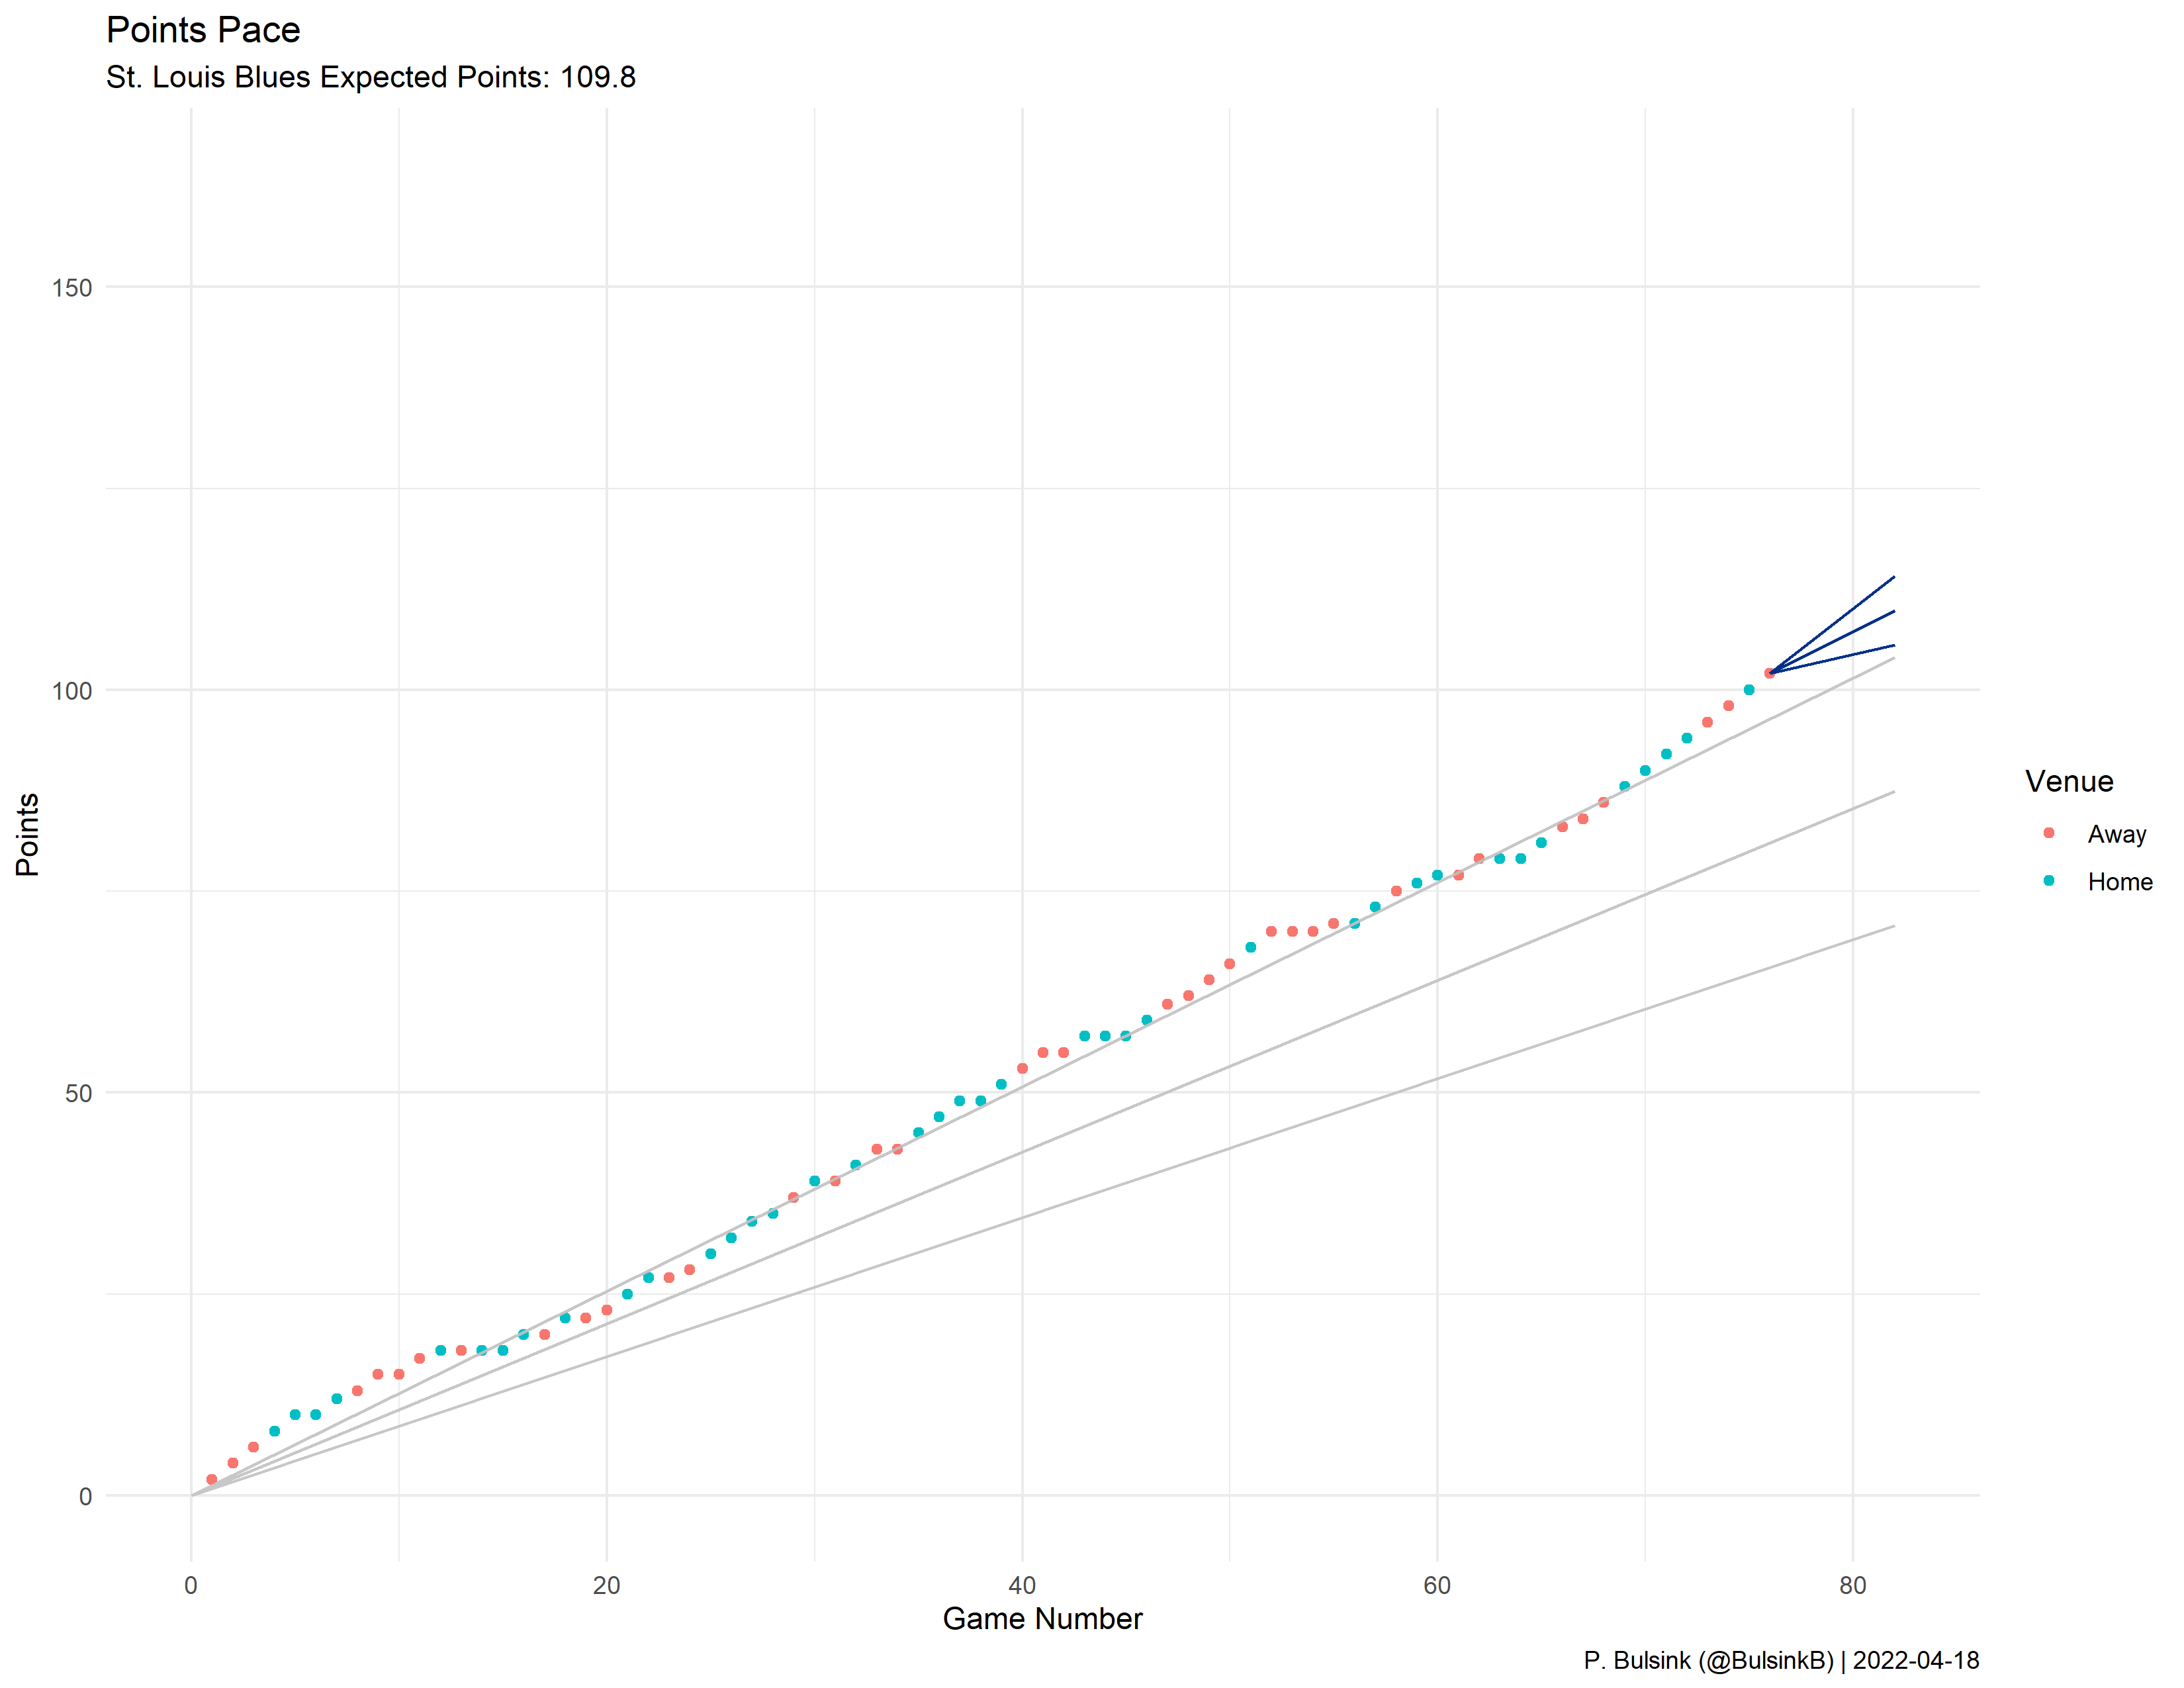 Points Pace
St. Louis Blues Expected Points: 109.8
150
100
50
0
Points
0 20 40 60 80
Game Number
Venue
Away
Home
P. Bulsink (@BulsinkB) | 2022-04-18